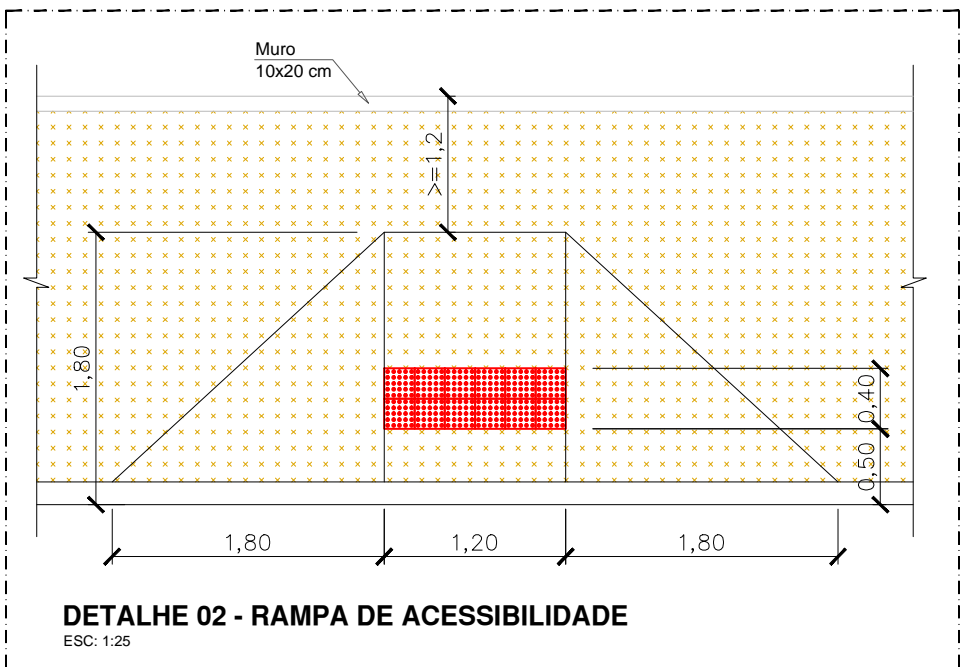 Muro
10x20 cm
>=1,2
1,80
0,40
0,50
1,80
1,20
1,80
DETALHE 02 - RAMPA DE ACESSIBILIDADE
ESC: 1:25